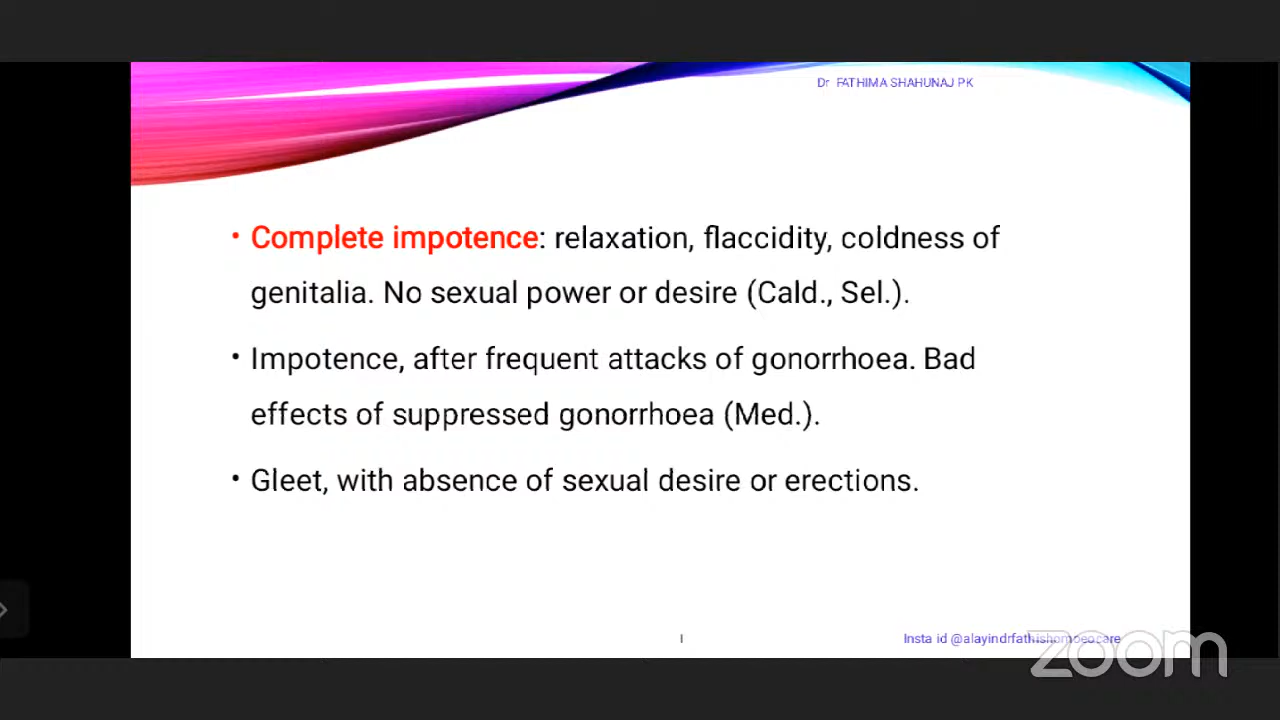 Dr FATHIMA SHAHUNAJ PK
• Complete impotence: relaxation, flaccidity, coldness of
genitalia. No sexual power or desire (Cald., Sel.).
• Impotence, after frequent attacks of gonorrhoea. Bad
effects of suppressed gonorrhoea (Med.).
• Gleet, with absence of sexual desire or erections.
Insta id @alayindrfathishomoeocare
zoom